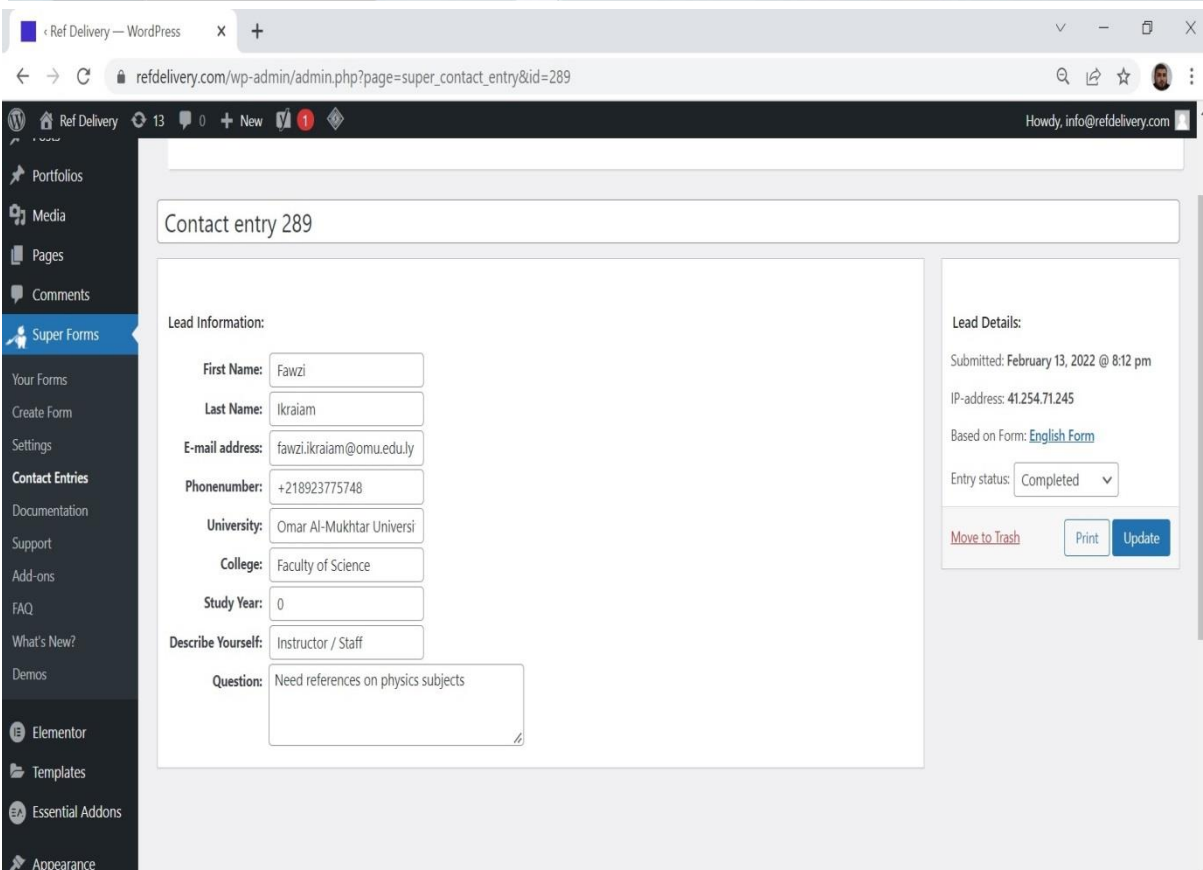 ‹ Ref Delivery — WordPress
refdelivery.com/wp-admin/admin.php?page=super_contact_entry&id=289
Ref Delivery 13 0 + New 1 Howdy, info@refdelivery.com
Posts
Portfolios
Media
Pages
Comments
Super Forms
Your Forms
Create Form
Settings
Contact Entries
Documentation
Support
Add-ons
FAQ
What's New?
Demos
Elementor
Templates
Essential Addons
Appearance
Contact entry 289
Lead Information:
First Name: Fawzi
Last Name: Ikraiam
E-mail address: fawzi.ikraiam@omu.edu.ly
Phonenumber: +218923775748
University: Omar Al-Mukhtar Universi
College: Faculty of Science
Study Year: 0
Describe Yourself: Instructor / Staff
Question: Need references on physics subjects
Lead Details:
Submitted: February 13, 2022 @ 8:12 pm
IP-address: 41.254.71.245
Based on Form: English Form
Entry status: Completed
Move to Trash Print Update